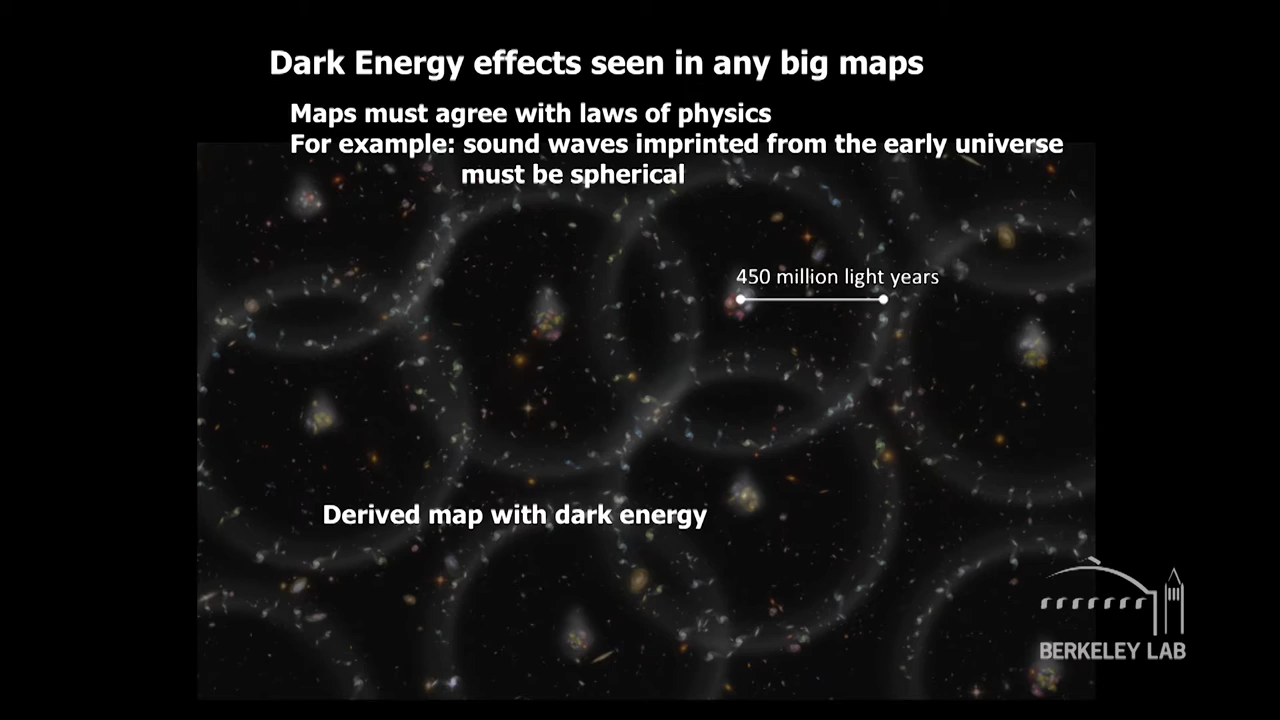 Dark Energy effects seen in any big maps
Maps must agree with laws of physics
For example: sound waves imprinted from the early universe
must be spherical
450 million light years
Derived map with dark energy
BERKELEY LAB